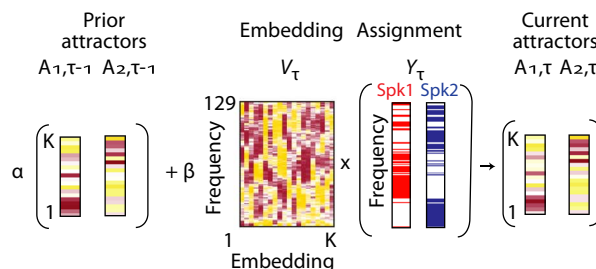 Prior
attractors
A1,τ-1 A2,τ-1
Embedding
Vτ
Assignment
Yτ
Current
attractors
A1,τ A2,τ
α
K
1
+ β
129
Frequency
1 K
Embedding
x
Spk1 Spk2
Frequency
→
K
1